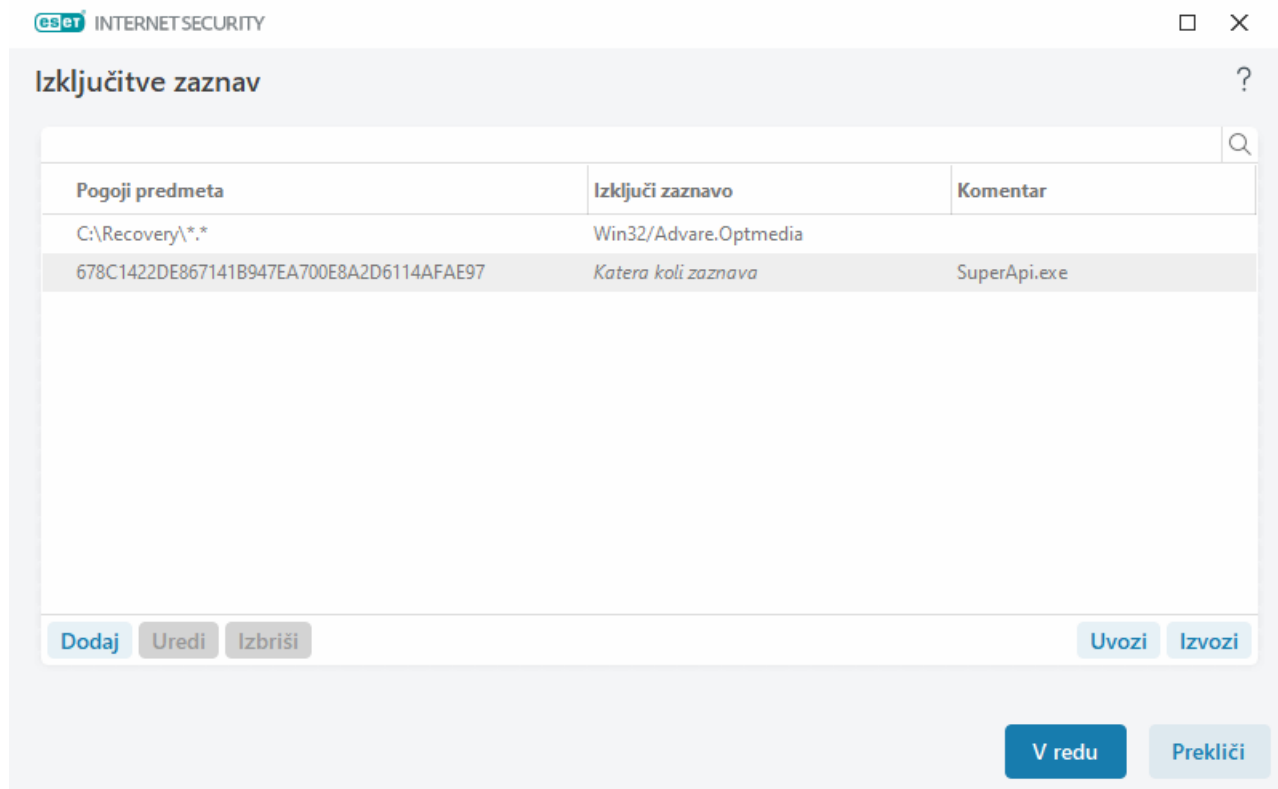 eset INTERNET SECURITY
Izključitve zaznav ?
Pogoji predmeta Izključi zaznavo Komentar
C:\Recovery\*.* Win32/Advare.Optmedia
678C1422DE867141B947EA700E8A2D6114AFAE97 Katera koli zaznava SuperApi.exe
Dodaj Uredi Izbriši Uvozi Izvozi
V redu Prekliči